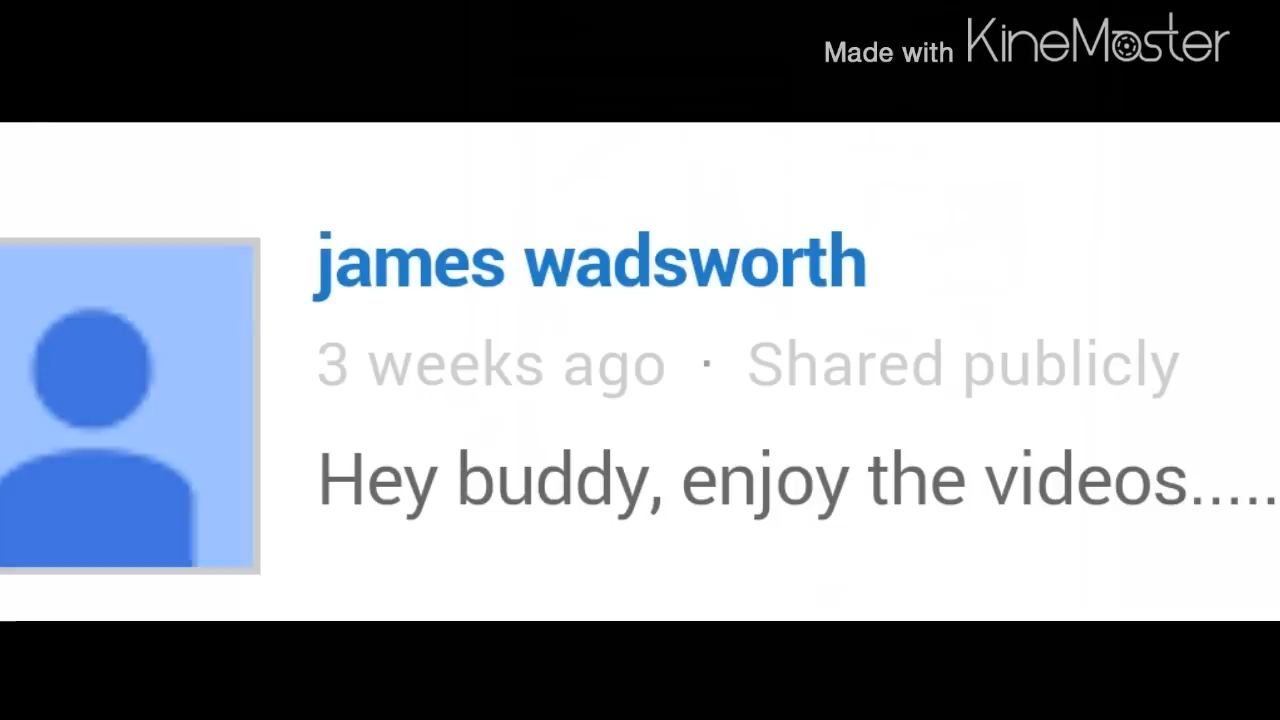 Made with KineMaster
james wadsworth
3 weeks ago · Shared publicly
Hey buddy, enjoy the videos.....